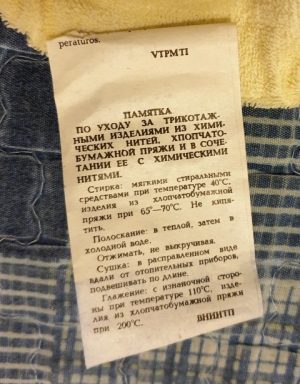 peraturos.
VTPMTI
ПАМЯТКА
ПО УХОДУ ЗА ТРИКОТАЖ-
НЫМИ ИЗДЕЛИЯМИ ИЗ ХИМИ-
ЧЕСКИХ НИТЕЙ, ХЛОПЧАТО-
БУМАЖНОЙ ПРЯЖИ И В СОЧЕ-
ТАНИИ ЕЕ С ХИМИЧЕСКИМИ
НИТЯМИ.
Стирка: мягкими стиральными
средствами при температуре 40°С,
изделия из хлопчатобумажной
пряжи при 65°—70°С. Не кипя-
тить.
Полоскание: в теплой, затем в
холодной воде.
Отжимать, не выкручивая.
Сушка: в расправленном виде
вдали от отопительных приборов,
подвешивать по длине.
Глажение: с изнаночной сторо-
ны при температуре 110°С, изде-
лия из хлопчатобумажной пряжи
при 200°С.
ВНИИТП